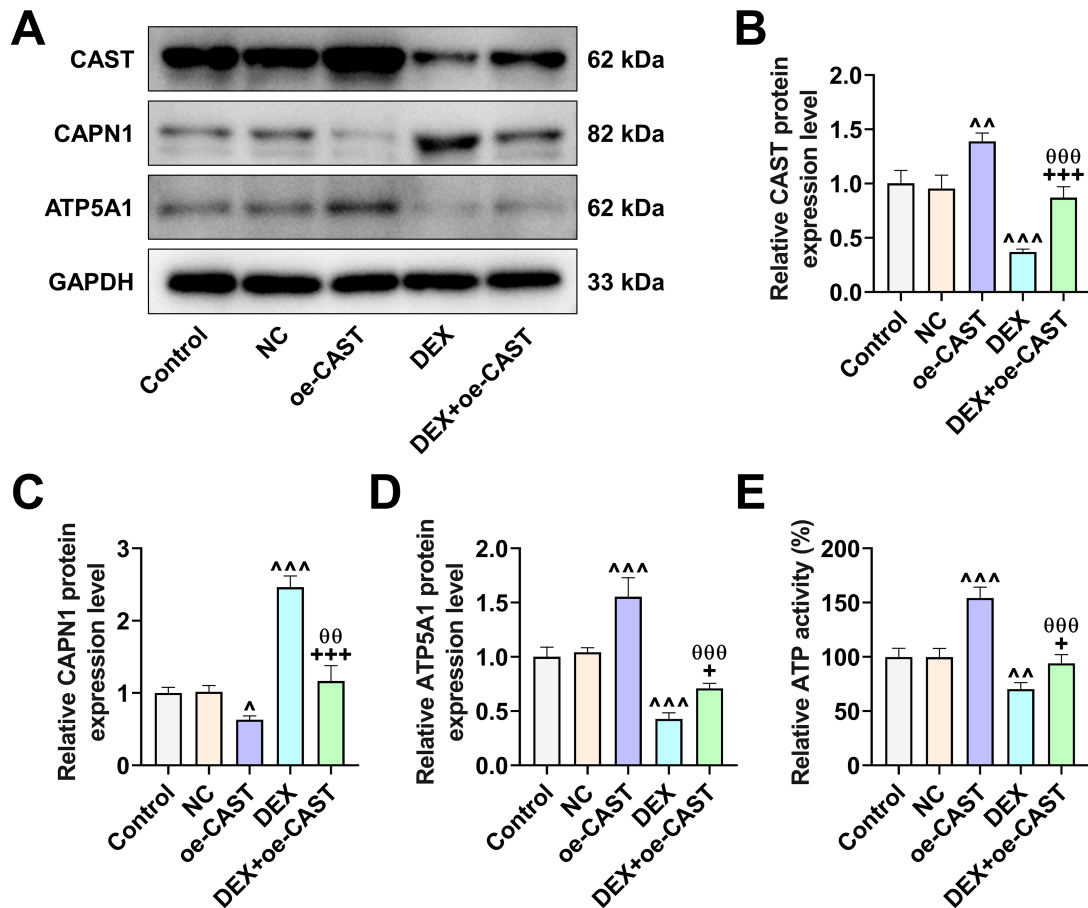 A
CAST
62 kDa
CAPN1
82 kDa
ATP5A1
62 kDa
GAPDH
33 kDa
Control
NC
oe-CAST
DEX
DEX+oe-CAST
B
Relative CAST protein
expression level
2.0
1.5
1.0
0.5
0.0
^^
^^^
θθθ
+++
Control
NC
oe-CAST
DEX
DEX+oe-CAST
C
Relative CAPN1 protein
expression level
3
2
1
0
^
^^^
θθ
+++
Control
NC
oe-CAST
DEX
DEX+oe-CAST
D
Relative ATP5A1 protein
expression level
2.0
1.5
1.0
0.5
0.0
^^^
^^^
θθθ
+
Control
NC
oe-CAST
DEX
DEX+oe-CAST
E
Relative ATP activity (%)
200
150
100
50
0
^^^
^^
θθθ
+
Control
NC
oe-CAST
DEX
DEX+oe-CAST